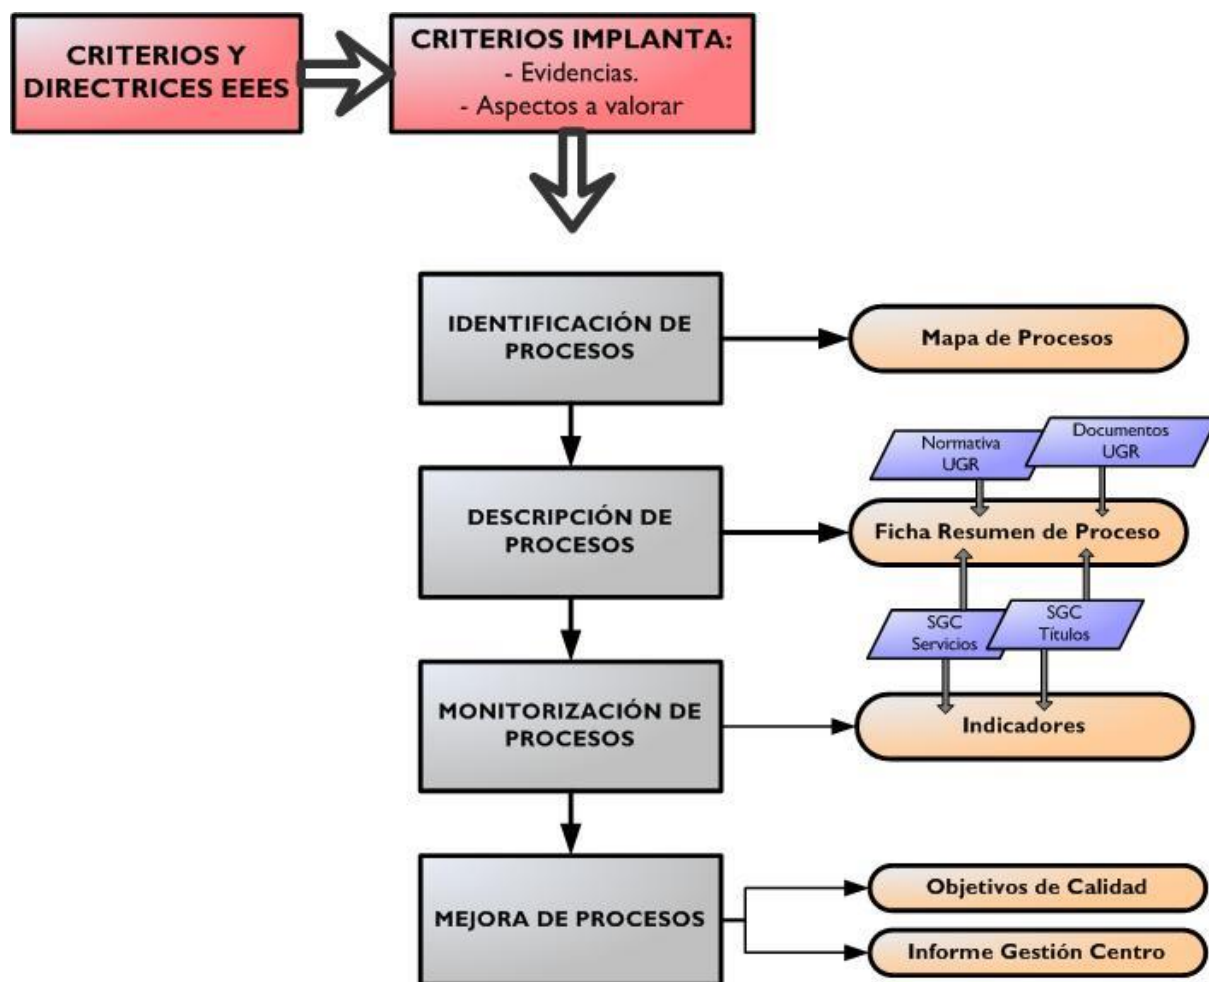 CRITERIOS Y
DIRECTRICES EEES
CRITERIOS IMPLANTA:
- Evidencias.
- Aspectos a valorar
IDENTIFICACIÓN DE
PROCESOS
Mapa de Procesos
Normativa
UGR
Documentos
UGR
DESCRIPCIÓN DE
PROCESOS
Ficha Resumen de Proceso
SGC
Servicios
SGC
Títulos
MONITORIZACIÓN DE
PROCESOS
Indicadores
MEJORA DE PROCESOS
Objetivos de Calidad
Informe Gestión Centro